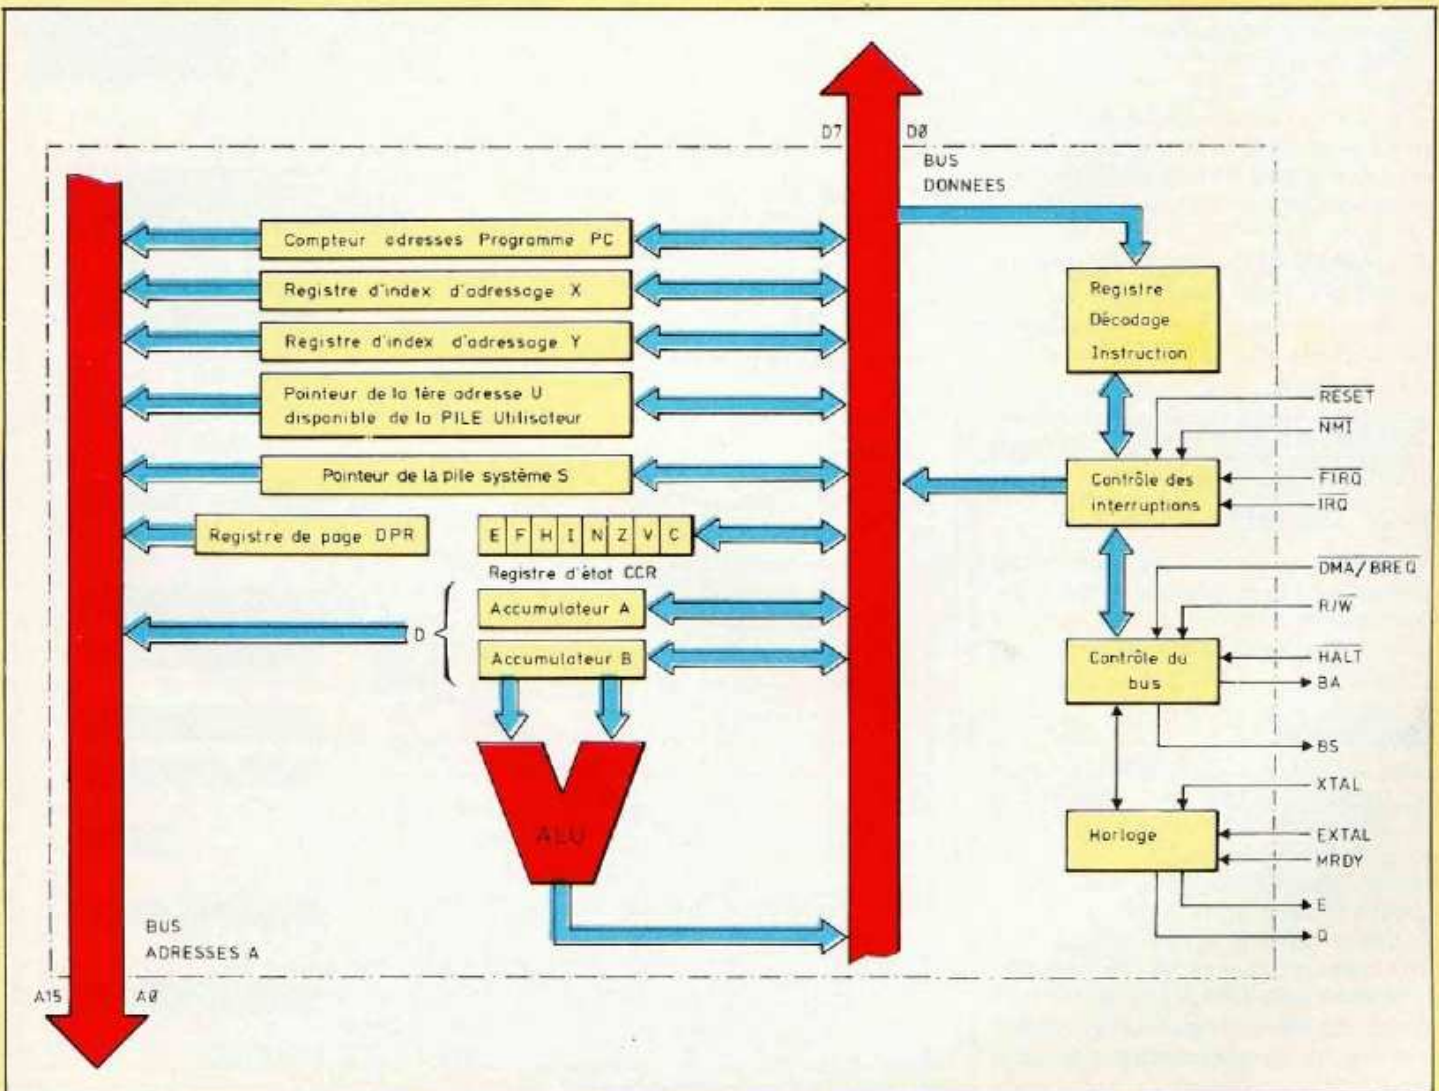 D7
D0
BUS
DONNEES
Compteur adresses Programme PC
Registre d'index d'adressage X
Registre d'index d'adressage Y
Pointeur de la 1ère adresse U
disponible de la PILE Utilisateur
Pointeur de la pile système S
Registre de page DPR
E F H I N Z V C
Registre d'état CCR
D
Accumulateur A
Accumulateur B
ALU
BUS
ADRESSES A
A15
A0
Registre
Décodage
Instruction
RESET
NMI
Contrôle des
interruptions
FIRQ
IRQ
DMA/BREQ
R/W
Contrôle du
bus
HALT
BA
BS
XTAL
Horloge
EXTAL
MRDY
E
Q